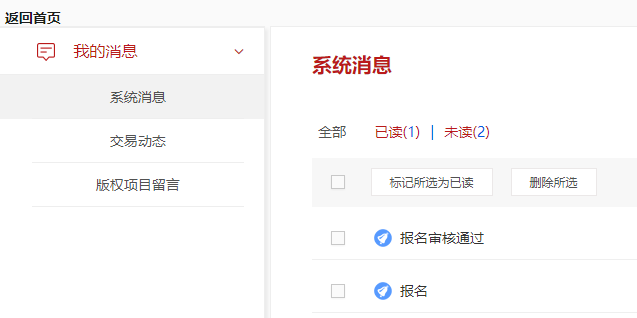 返回首页
我的消息
系统消息
交易动态
版权项目留言
系统消息
全部 已读(1) | 未读(2)
标记所选为已读 删除所选
报名审核通过
报名